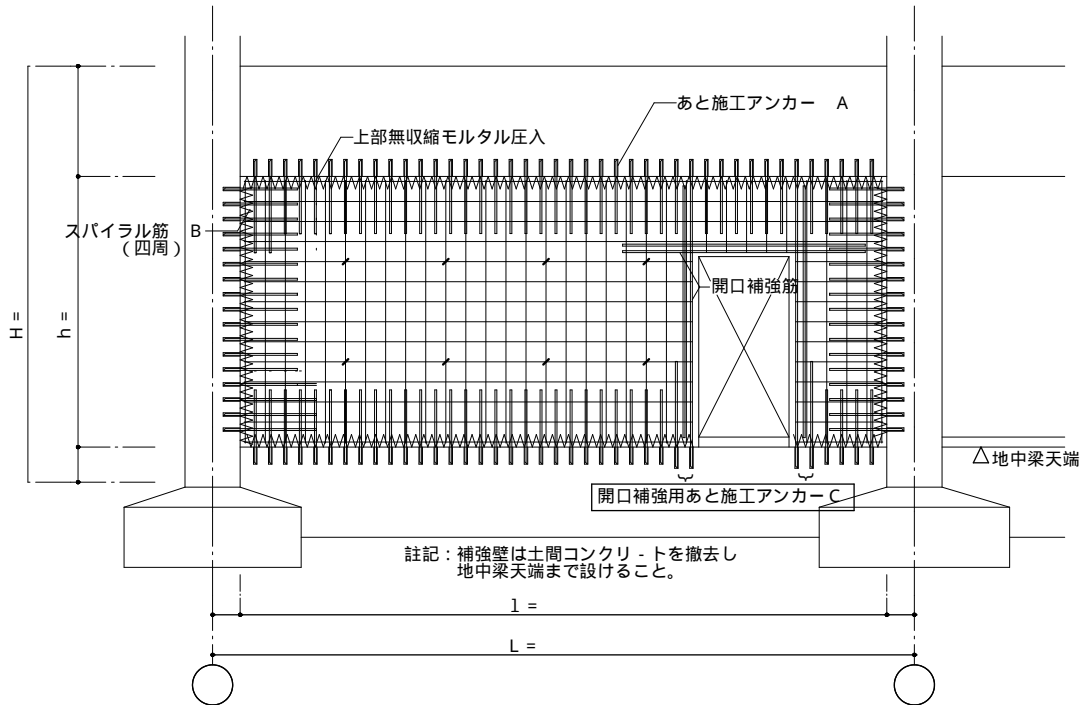 あと施工アンカー A
上部無収縮モルタル圧入
スパイラル筋 B
（四周）
開口補強筋
H =
h =
△地中梁天端
開口補強用あと施工アンカーC
註記：補強壁は土間コンクリ - トを撤去し
地中梁天端まで設けること。
l =
L =